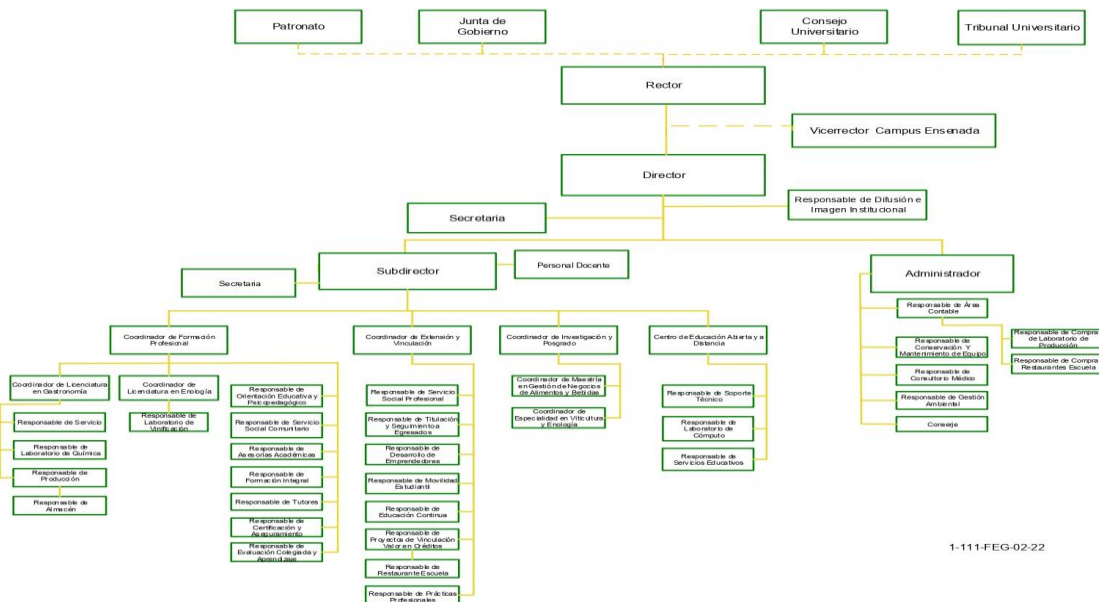 Patronato
Junta de
Gobierno
Consejo
Universitario
Tribunal Universitario
Rector
Vicerrector Campus Ensenada
Director
Responsable de Difusión e
Imagen Institucional
Secretaria
Subdirector
Personal Docente
Secretaria
Administrador
Coordinador de Formación
Profesional
Coordinador de Extensión y
Vinculación
Coordinador de Investigación y
Posgrado
Centro de Educación Abierta y a
Distancia
Coordinador de Licenciatura
en Gastronomía
Responsable de Servicio
Responsable de
Laboratorio de Química
Responsable de
Producción
Responsable de
Almacén
Coordinador de
Licenciatura en Enología
Responsable de
Laboratorio de
Vinificación
Responsable de
Orientación Educativa y
Psicopedagógico
Responsable de Servicio
Social Comunitario
Responsable de
Asesorías Académicas
Responsable de
Formación Integral
Responsable de Tutores
Responsable de
Certificación y
Aseguramiento
Responsable de
Evaluación Colegiada y
Aprendizaje
Responsable de Servicio
Social Profesional
Responsable de Titulación
y Seguimiento a
Egresados
Responsable de
Desarrollo de
Emprendedores
Responsable de Movilidad
Estudiantil
Responsable de
Educación Continua
Responsable de
Proyectos de Vinculación
Valor en Créditos
Responsable de
Restaurante Escuela
Responsable de Prácticas
Profesionales
Coordinador de Maestría
en Gestión de Negocios
de Alimentos y Bebidas
Coordinador de
Especialidad en Viticultura
y Enología
Responsable de Soporte
Técnico
Responsable de
Laboratorio de
Cómputo
Responsable de
Servicios Educativos
Responsable de Área
Contable
Responsable de Compra
de Laboratorio de
Producción
Responsable de Compra
Restaurantes Escuela
Responsable de
Conservación Y
Mantenimiento de Equipo
Responsable de
Consultorio Médico
Responsable de Gestión
Ambiental
Conserje
1-111-FEG-02-22